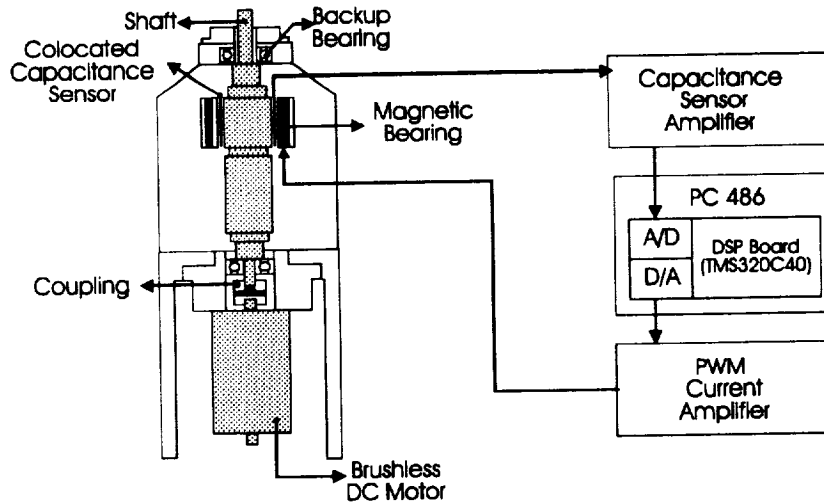 Shaft
Backup
Bearing
Colocated
Capacitance
Sensor
Magnetic
Bearing
Coupling
Brushless
DC Motor
Capacitance
Sensor
Amplifier
PC 486
A/D
D/A
DSP Board
(TMS320C40)
PWM
Current
Amplifier